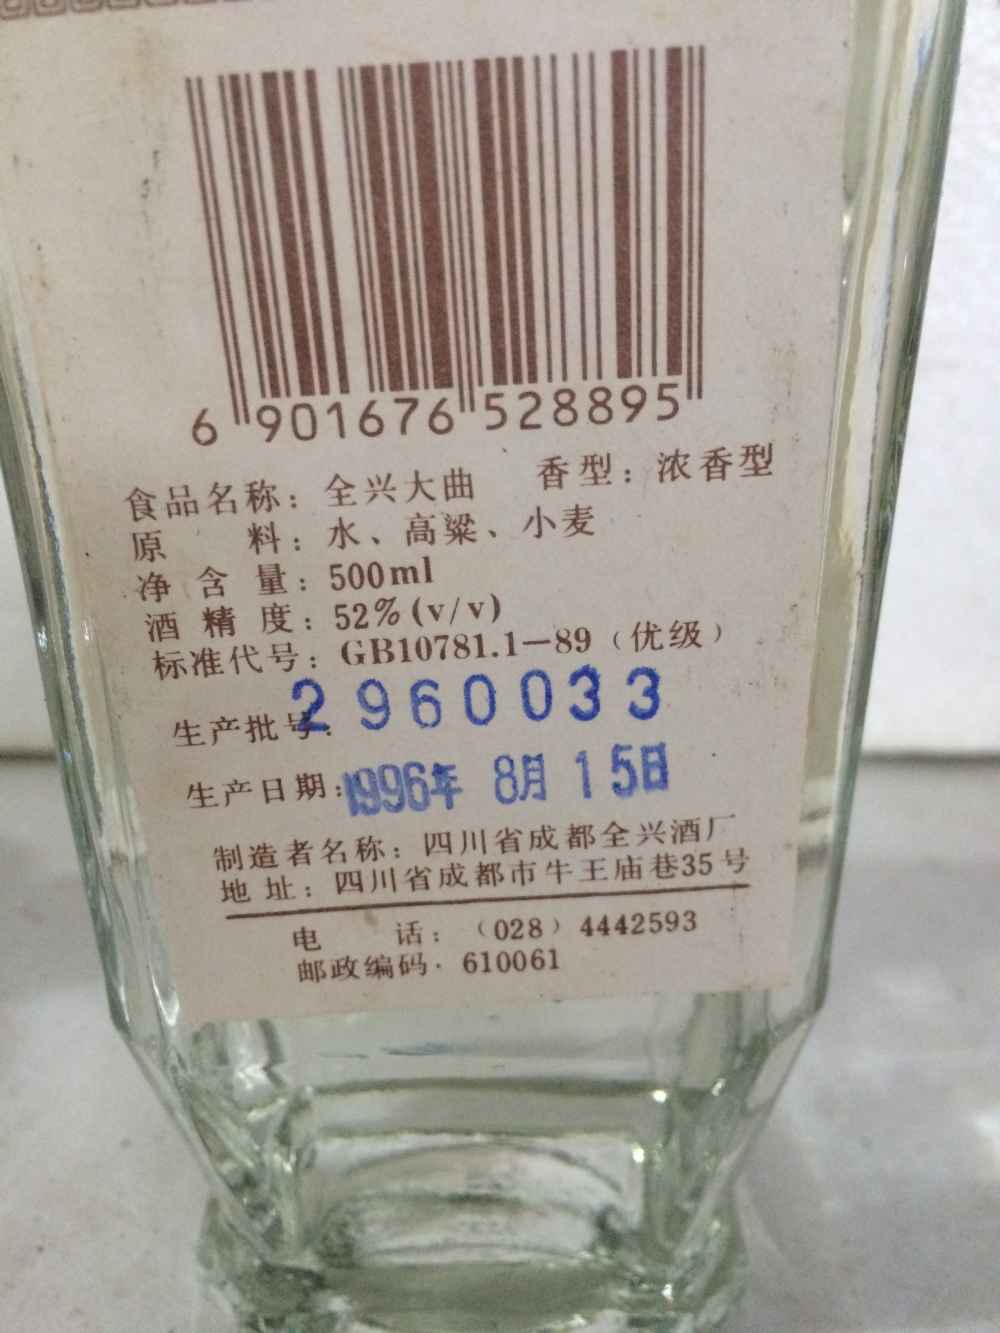 6 901676 528895
食品名称：全兴大曲 香型：浓香型
原 料：水、高粱、小麦
净含量：500ml
酒精度：52%(v/v)
标准代号：GB10781.1—89（优级）
生产批号：2960033
生产日期：1996年 8月 15日
制造者名称：四川省成都全兴酒厂
地址：四川省成都市牛王庙巷35号
电 话：（028）4442593
邮政编码：610061